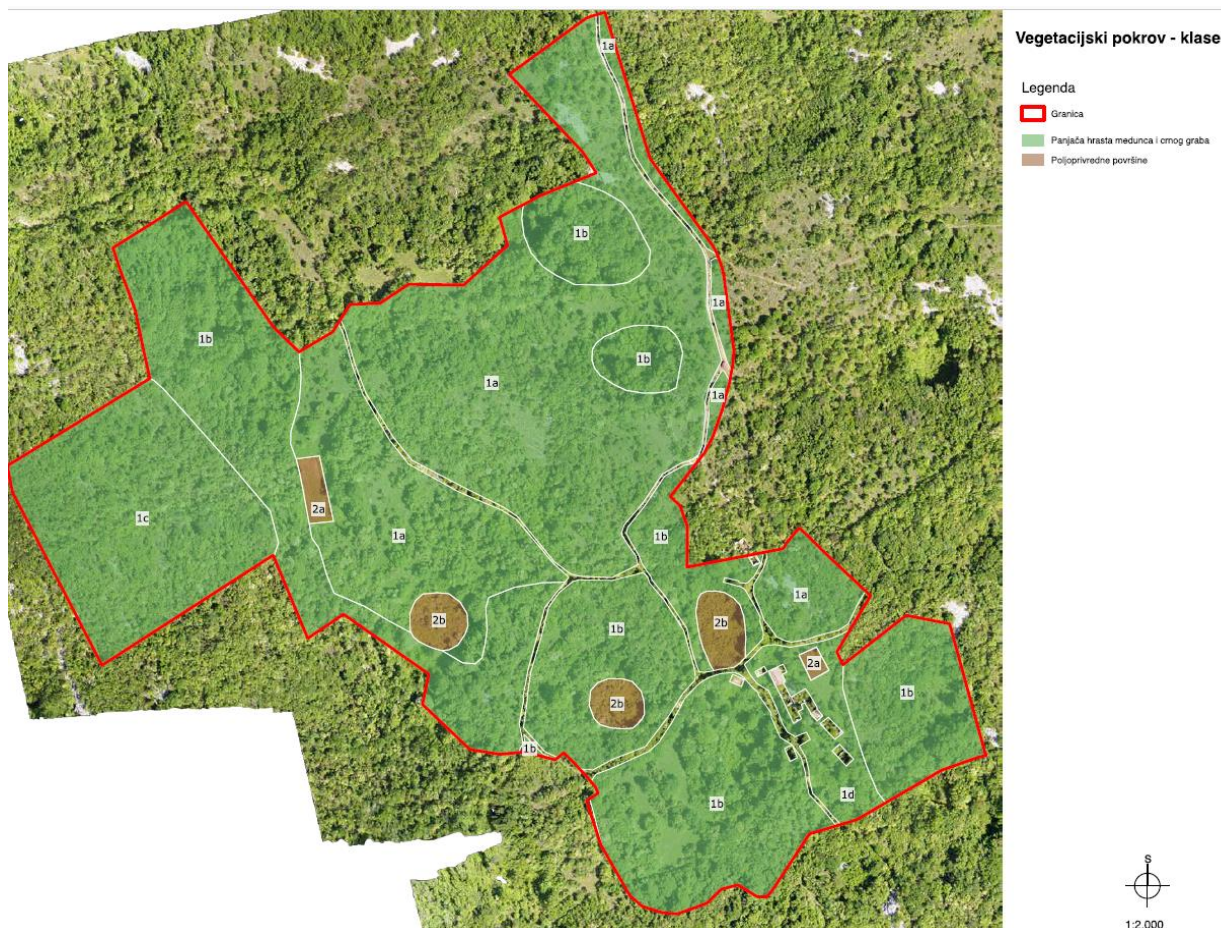 Vegetacijski pokrov - klase
Legenda
Granica
Panjača hrasta medunca i crnog graba
Poljoprivredne površine
1a
1b
1a
1b
1b
1a
1a
1c
2a
1a
1b
1a
2b
1b
2b
2a
1b
2b
1b
1b
1d
S
1:2.000